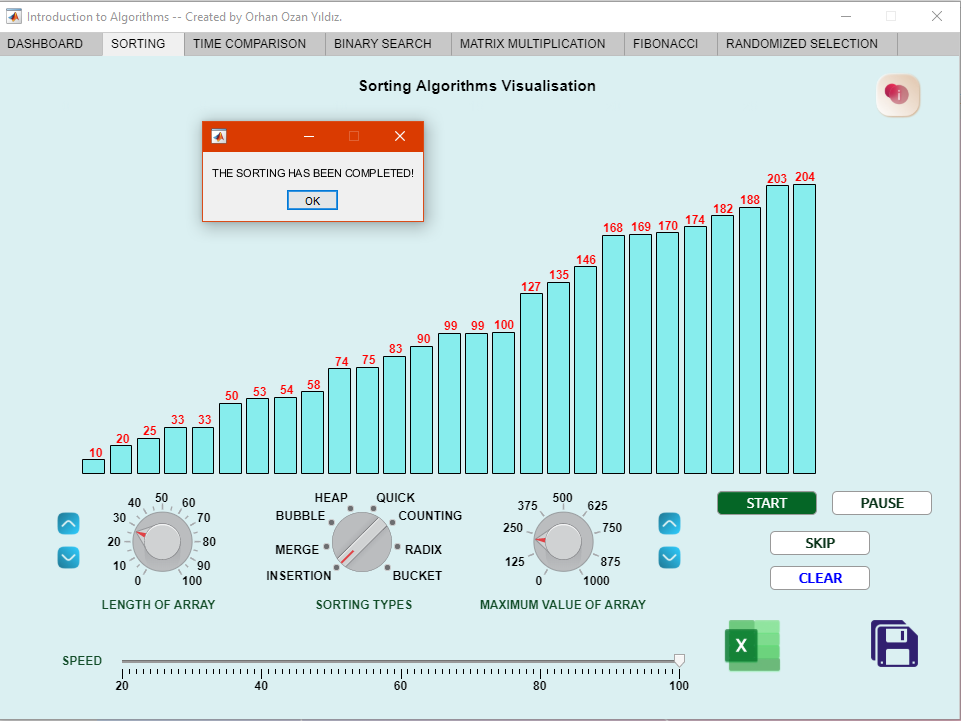 Introduction to Algorithms -- Created by Orhan Ozan Yıldız.
DASHBOARD SORTING TIME COMPARISON BINARY SEARCH MATRIX MULTIPLICATION FIBONACCI RANDOMIZED SELECTION
Sorting Algorithms Visualisation
i
THE SORTING HAS BEEN COMPLETED!
OK
10 20 25 33 33 50 53 54 58 74 75 83 90 99 99 100 127 135 146 168 169 170 174 182 188 203 204
0 10 20 30 40 50 60 70 80 90 100
LENGTH OF ARRAY
INSERTION MERGE BUBBLE HEAP QUICK COUNTING RADIX BUCKET
SORTING TYPES
0 125 250 375 500 625 750 875 1000
MAXIMUM VALUE OF ARRAY
START PAUSE
SKIP
CLEAR
X
SPEED
20 40 60 80 100